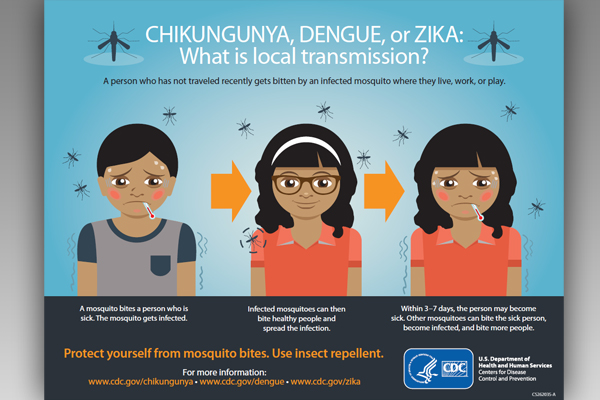 CHIKUNGUNYA, DENGUE, or ZIKA:
What is local transmission?
A person who has not traveled recently gets bitten by an infected mosquito where they live, work, or play.
A mosquito bites a person who is
sick. The mosquito gets infected.
Infected mosquitoes can then
bite healthy people and
spread the infection.
Within 3–7 days, the person may become
sick. Other mosquitoes can bite the sick person,
become infected, and bite more people.
Protect yourself from mosquito bites. Use insect repellent.
For more information:
www.cdc.gov/chikungunya • www.cdc.gov/dengue • www.cdc.gov/zika
CDC
U.S. Department of
Health and Human Services
Centers for Disease
Control and Prevention